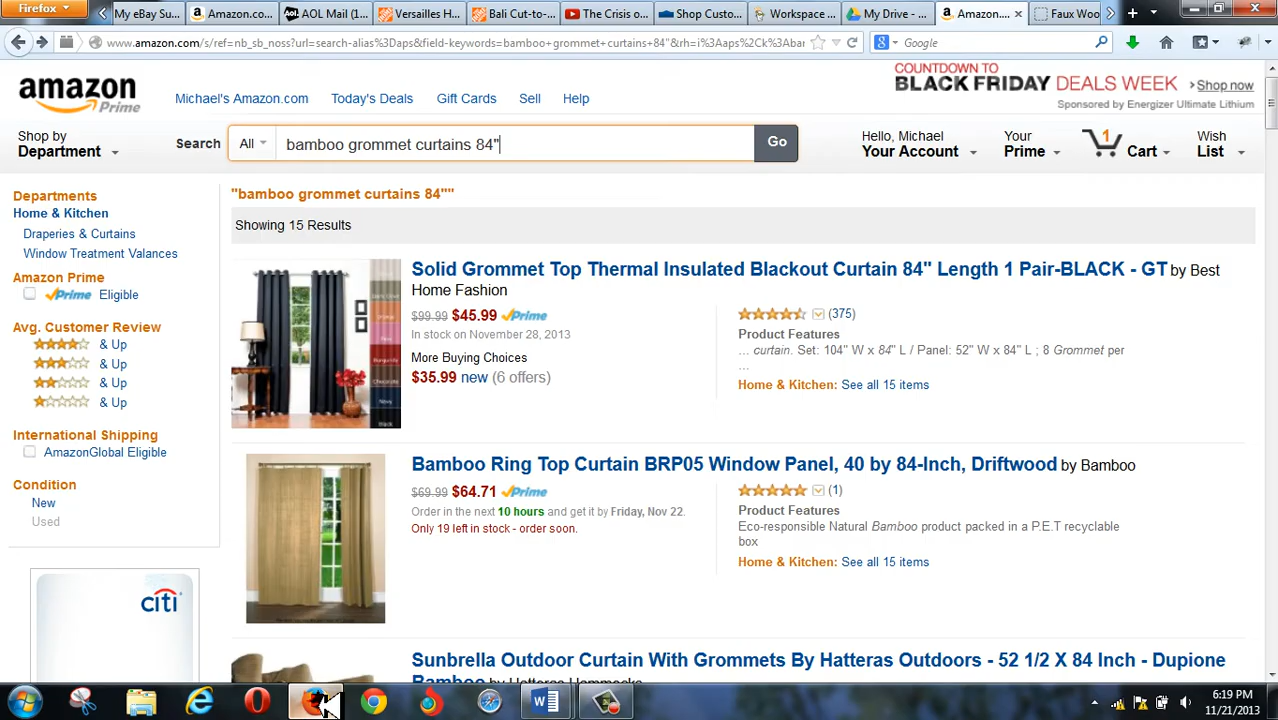 Firefox
My eBay Su...
Amazon.co...
AOL Mail (1...
Versailles H...
Bali Cut-to-...
The Crisis o...
Shop Custo...
Workspace ...
My Drive - ...
Amazon....
Faux Woo
www.amazon.com/s/ref=nb_sb_noss?url=search-alias%3Daps&field-keywords=bamboo+grommet+curtains+84"&rh=i%3Aaps%2Ck%3Abar
Google
amazon
Prime
Michael's Amazon.com
Today's Deals
Gift Cards
Sell
Help
COUNTDOWN TO
BLACK FRIDAY DEALS WEEK
Shop now
Sponsored by Energizer Ultimate Lithium
Shop by
Department
Search
All
bamboo grommet curtains 84"
Go
Hello, Michael
Your Account
Your
Prime
1
Cart
Wish
List
Departments
Home & Kitchen
Draperies & Curtains
Window Treatment Valances
Amazon Prime
Prime Eligible
Avg. Customer Review
& Up
& Up
& Up
& Up
International Shipping
AmazonGlobal Eligible
Condition
New
Used
citi
"bamboo grommet curtains 84""
Showing 15 Results
Solid Grommet Top Thermal Insulated Blackout Curtain 84" Length 1 Pair-BLACK - GT by Best
Home Fashion
$99.99 $45.99 Prime
In stock on November 28, 2013
More Buying Choices
$35.99 new (6 offers)
(375)
Product Features
... curtain. Set: 104" W x 84" L / Panel: 52" W x 84" L ; 8 Grommet per
...
Home & Kitchen: See all 15 items
Bamboo Ring Top Curtain BRP05 Window Panel, 40 by 84-Inch, Driftwood by Bamboo
$69.99 $64.71 Prime
Order in the next 10 hours and get it by Friday, Nov 22.
Only 19 left in stock - order soon.
(1)
Product Features
Eco-responsible Natural Bamboo product packed in a P.E.T recyclable
box
Home & Kitchen: See all 15 items
Sunbrella Outdoor Curtain With Grommets By Hatteras Outdoors - 52 1/2 X 84 Inch - Dupione
Bamboo by Hatteras Hammocks
6:19 PM
11/21/2013